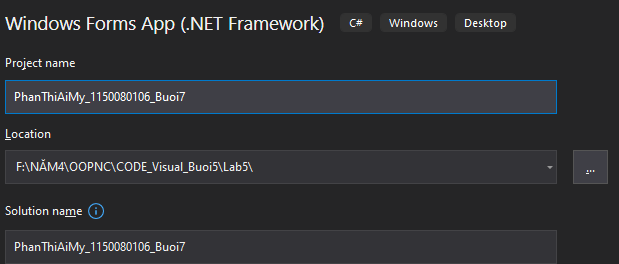 Windows Forms App (.NET Framework) C# Windows Desktop
Project name
PhanThiAiMy_1150080106_Buoi7
Location
F:\NĂM4\OOPNC\CODE_Visual_Buoi5\Lab5\
...
Solution name
PhanThiAiMy_1150080106_Buoi7